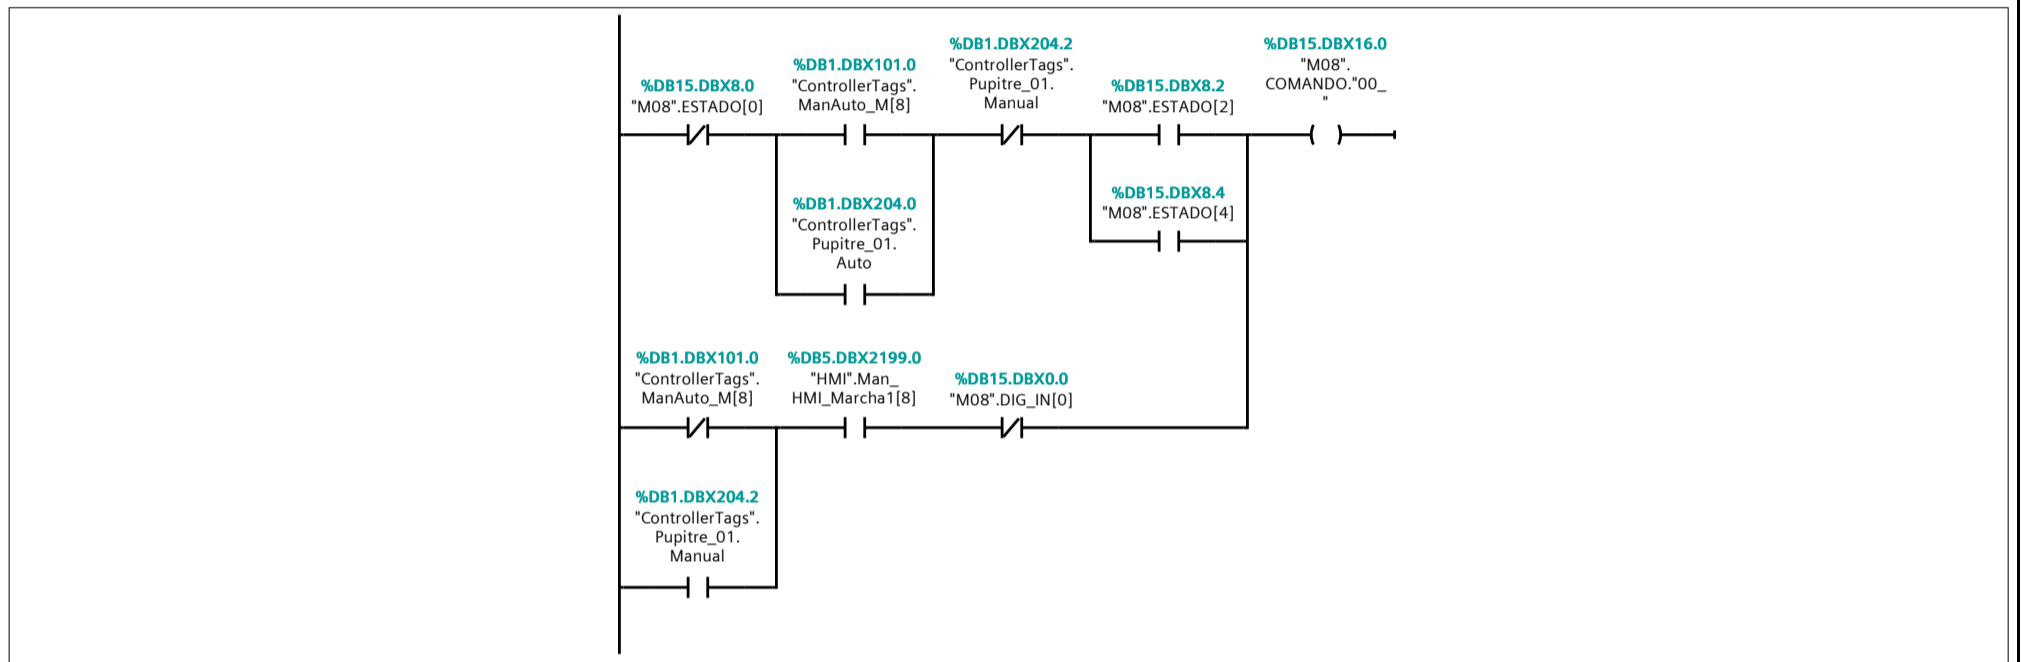 %DB15.DBX8.0
"M08".ESTADO[0]
%DB1.DBX101.0
"ControllerTags".
ManAuto_M[8]
%DB1.DBX204.2
"ControllerTags".
Pupitre_01.
Manual
%DB15.DBX8.2
"M08".ESTADO[2]
%DB15.DBX16.0
"M08".
COMANDO."00_
"
%DB1.DBX204.0
"ControllerTags".
Pupitre_01.
Auto
%DB15.DBX8.4
"M08".ESTADO[4]
%DB1.DBX101.0
"ControllerTags".
ManAuto_M[8]
%DB5.DBX2199.0
"HMI".Man_
HMI_Marcha1[8]
%DB15.DBX0.0
"M08".DIG_IN[0]
%DB1.DBX204.2
"ControllerTags".
Pupitre_01.
Manual